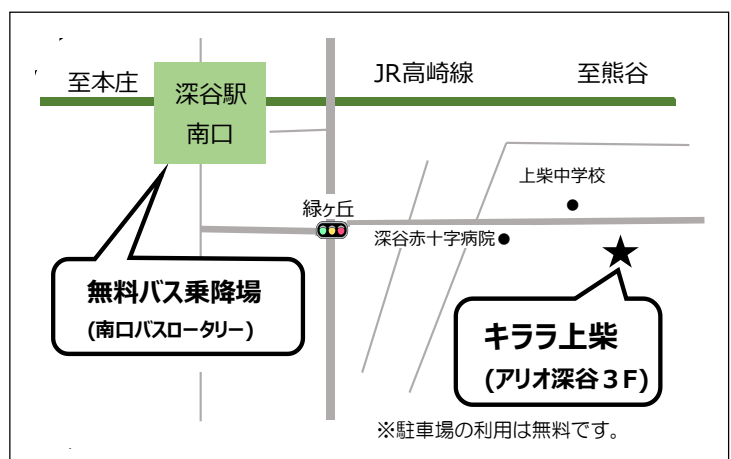 至本庄
深谷駅
南口
JR高崎線
至熊谷
上柴中学校
緑ヶ丘
深谷赤十字病院
無料バス乗降場
(南口バスロータリー)
キララ上柴
(アリオ深谷３F)
※駐車場の利用は無料です。